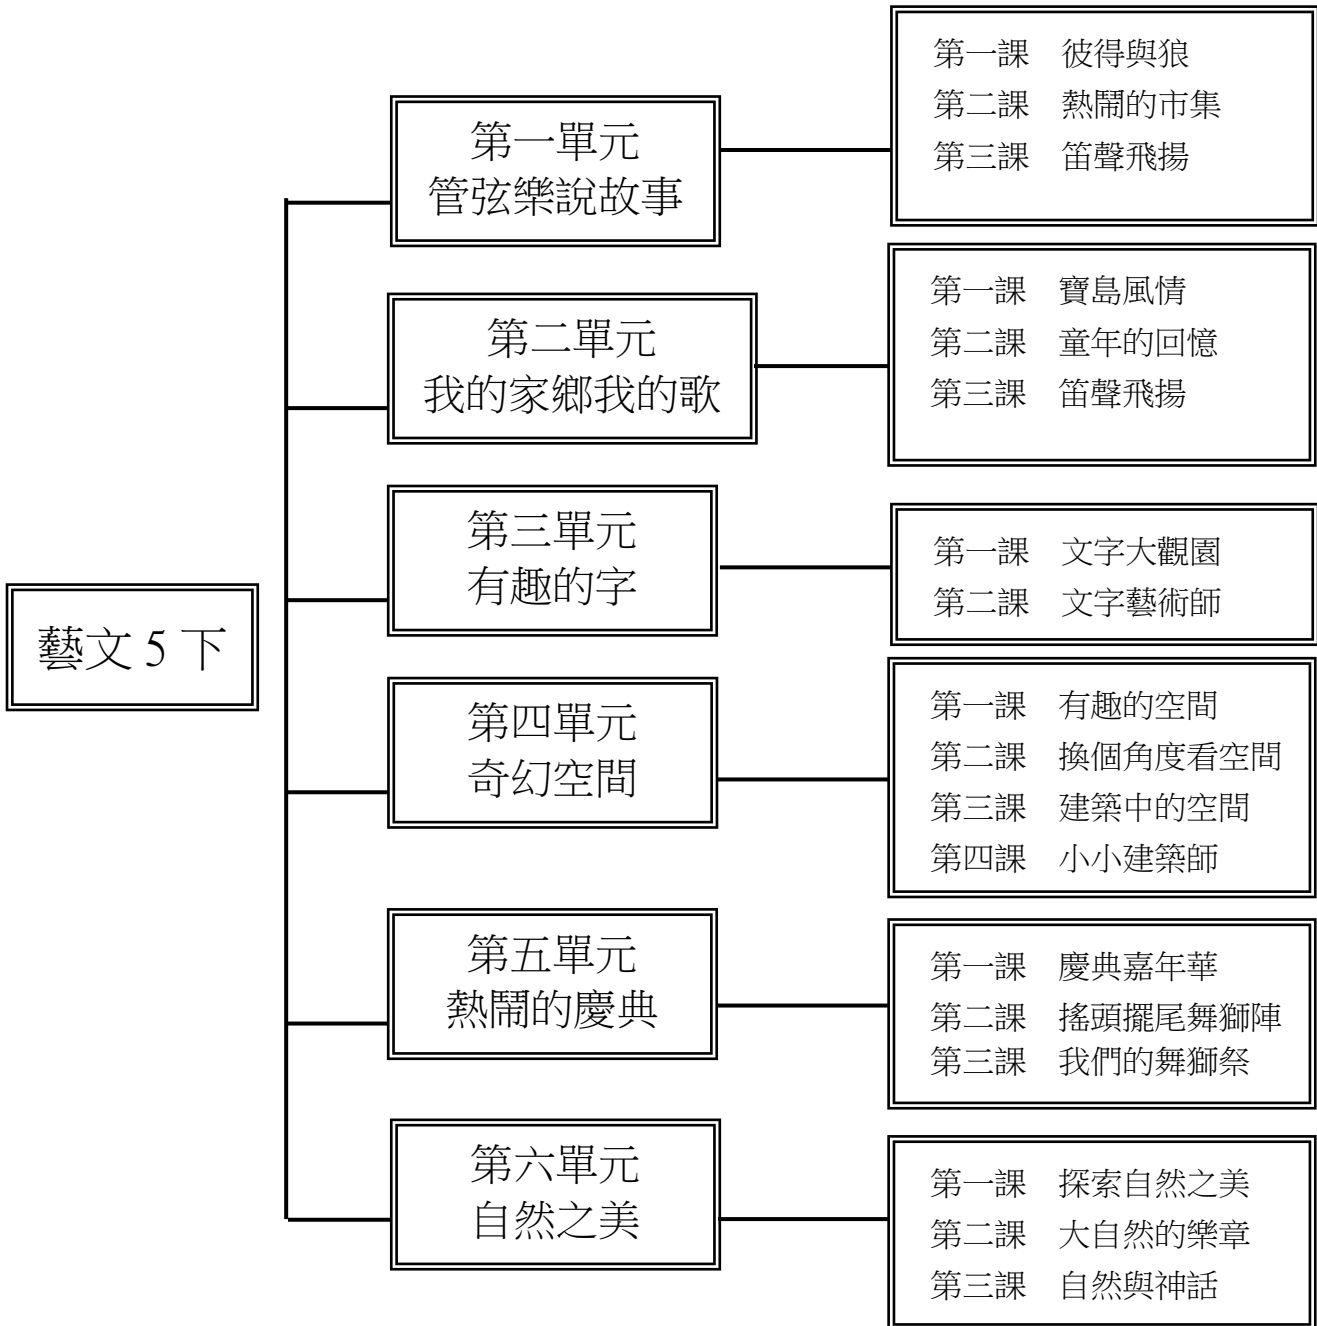 藝文 5 下
第一單元
管弦樂說故事
第一課　彼得與狼
第二課　熱鬧的市集
第三課　笛聲飛揚
第二單元
我的家鄉我的歌
第一課　寶島風情
第二課　童年的回憶
第三課　笛聲飛揚
第三單元
有趣的字
第一課　文字大觀園
第二課　文字藝術師
第四單元
奇幻空間
第一課　有趣的空間
第二課　換個角度看空間
第三課　建築中的空間
第四課　小小建築師
第五單元
熱鬧的慶典
第一課　慶典嘉年華
第二課　搖頭擺尾舞獅陣
第三課　我們的舞獅祭
第六單元
自然之美
第一課　探索自然之美
第二課　大自然的樂章
第三課　自然與神話